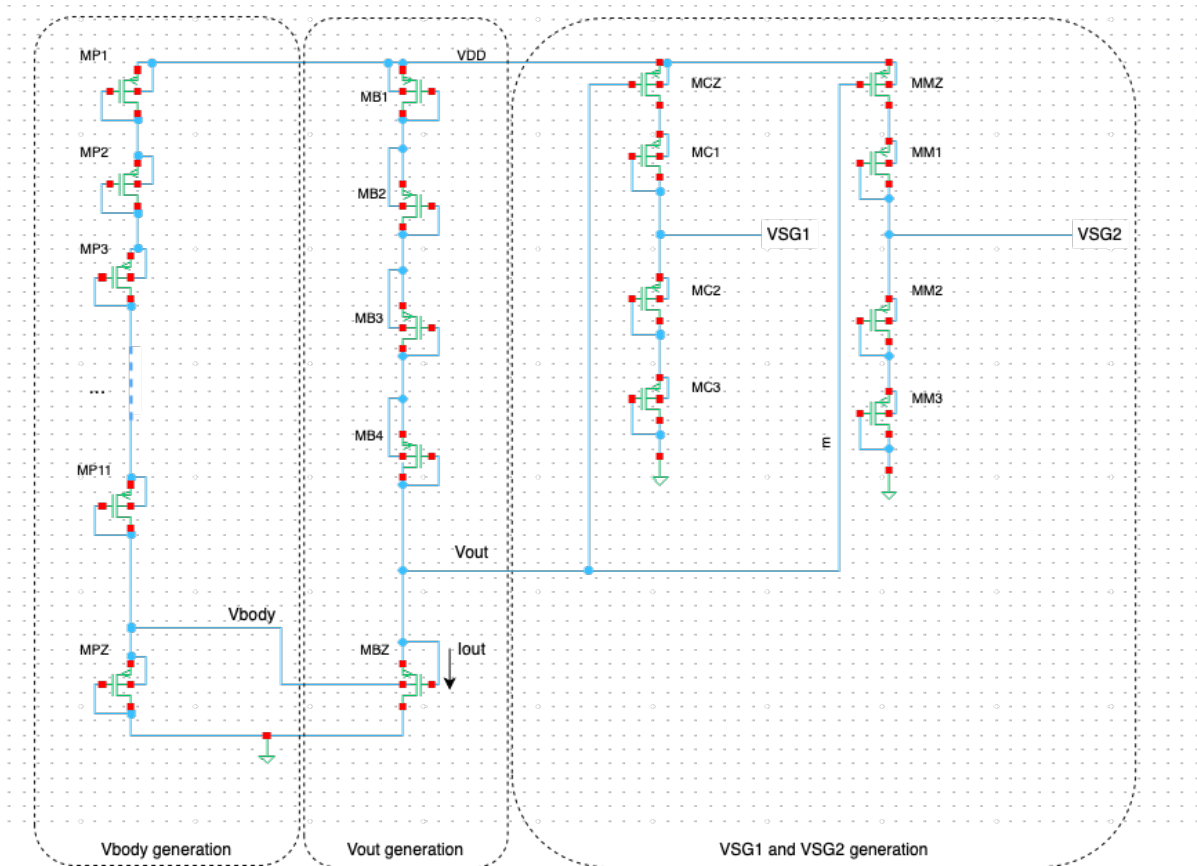 MP1
VDD
MCZ
MMZ
MB1
MP2
MC1
MM1
MB2
MP3
VSG1
VSG2
MC2
MM2
MB3
...
MC3
MM3
MB4
E
MP11
Vout
Vbody
MPZ
MBZ
Iout
Vbody generation
Vout generation
VSG1 and VSG2 generation